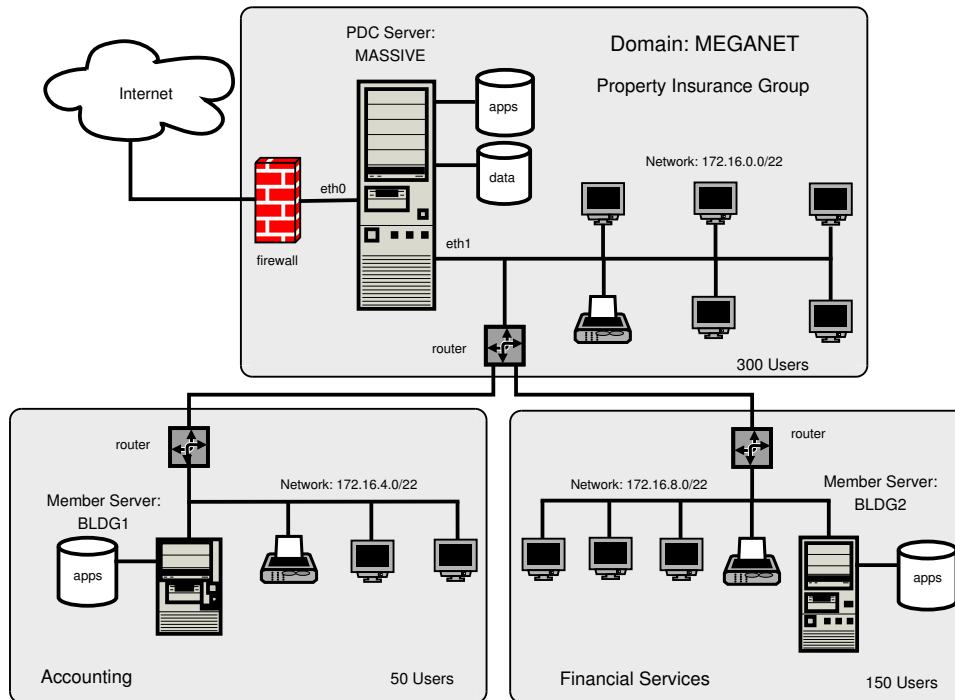 PDC Server:
MASSIVE
Domain: MEGANET
Property Insurance Group
Internet
apps
data
Network: 172.16.0.0/22
eth0
eth1
firewall
router
300 Users
router
Network: 172.16.4.0/22
Member Server:
BLDG1
apps
Accounting
50 Users
router
Network: 172.16.8.0/22
Member Server:
BLDG2
apps
Financial Services
150 Users